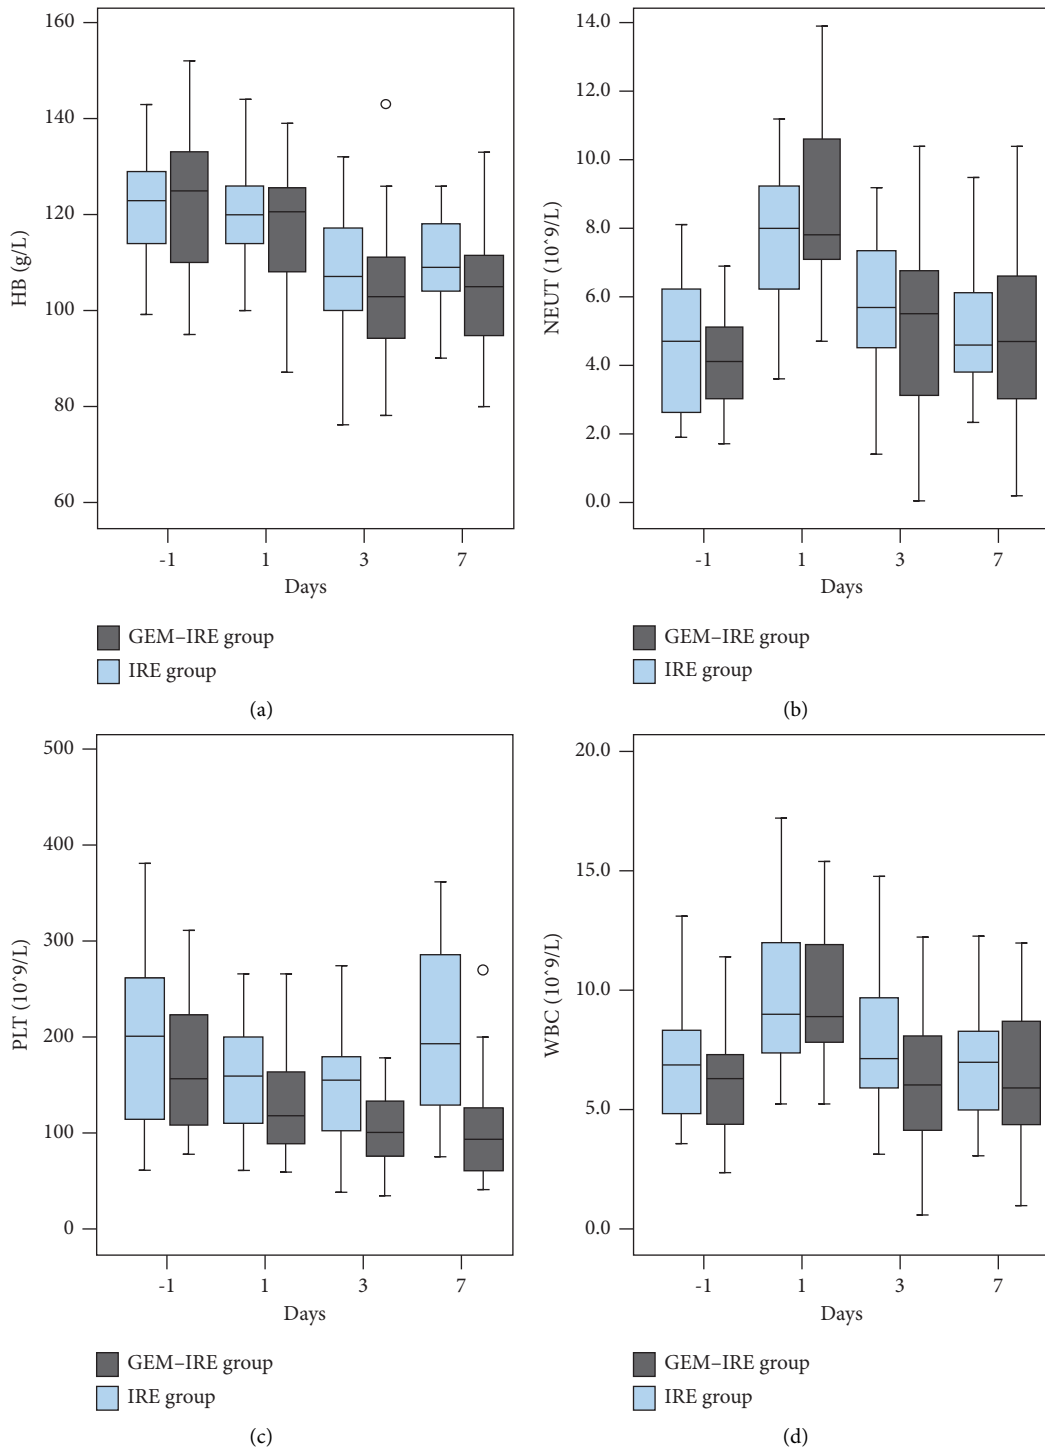 160
140
120
100
80
60
HB (g/L)
-1 1 3 7
Days
GEM–IRE group
IRE group
(a)
14.0
12.0
10.0
8.0
6.0
4.0
2.0
0.0
NEUT (10^9/L)
-1 1 3 7
Days
GEM–IRE group
IRE group
(b)
500
400
300
200
100
0
PLT (10^9/L)
-1 1 3 7
Days
GEM–IRE group
IRE group
(c)
20.0
15.0
10.0
5.0
0.0
WBC (10^9/L)
-1 1 3 7
Days
GEM–IRE group
IRE group
(d)